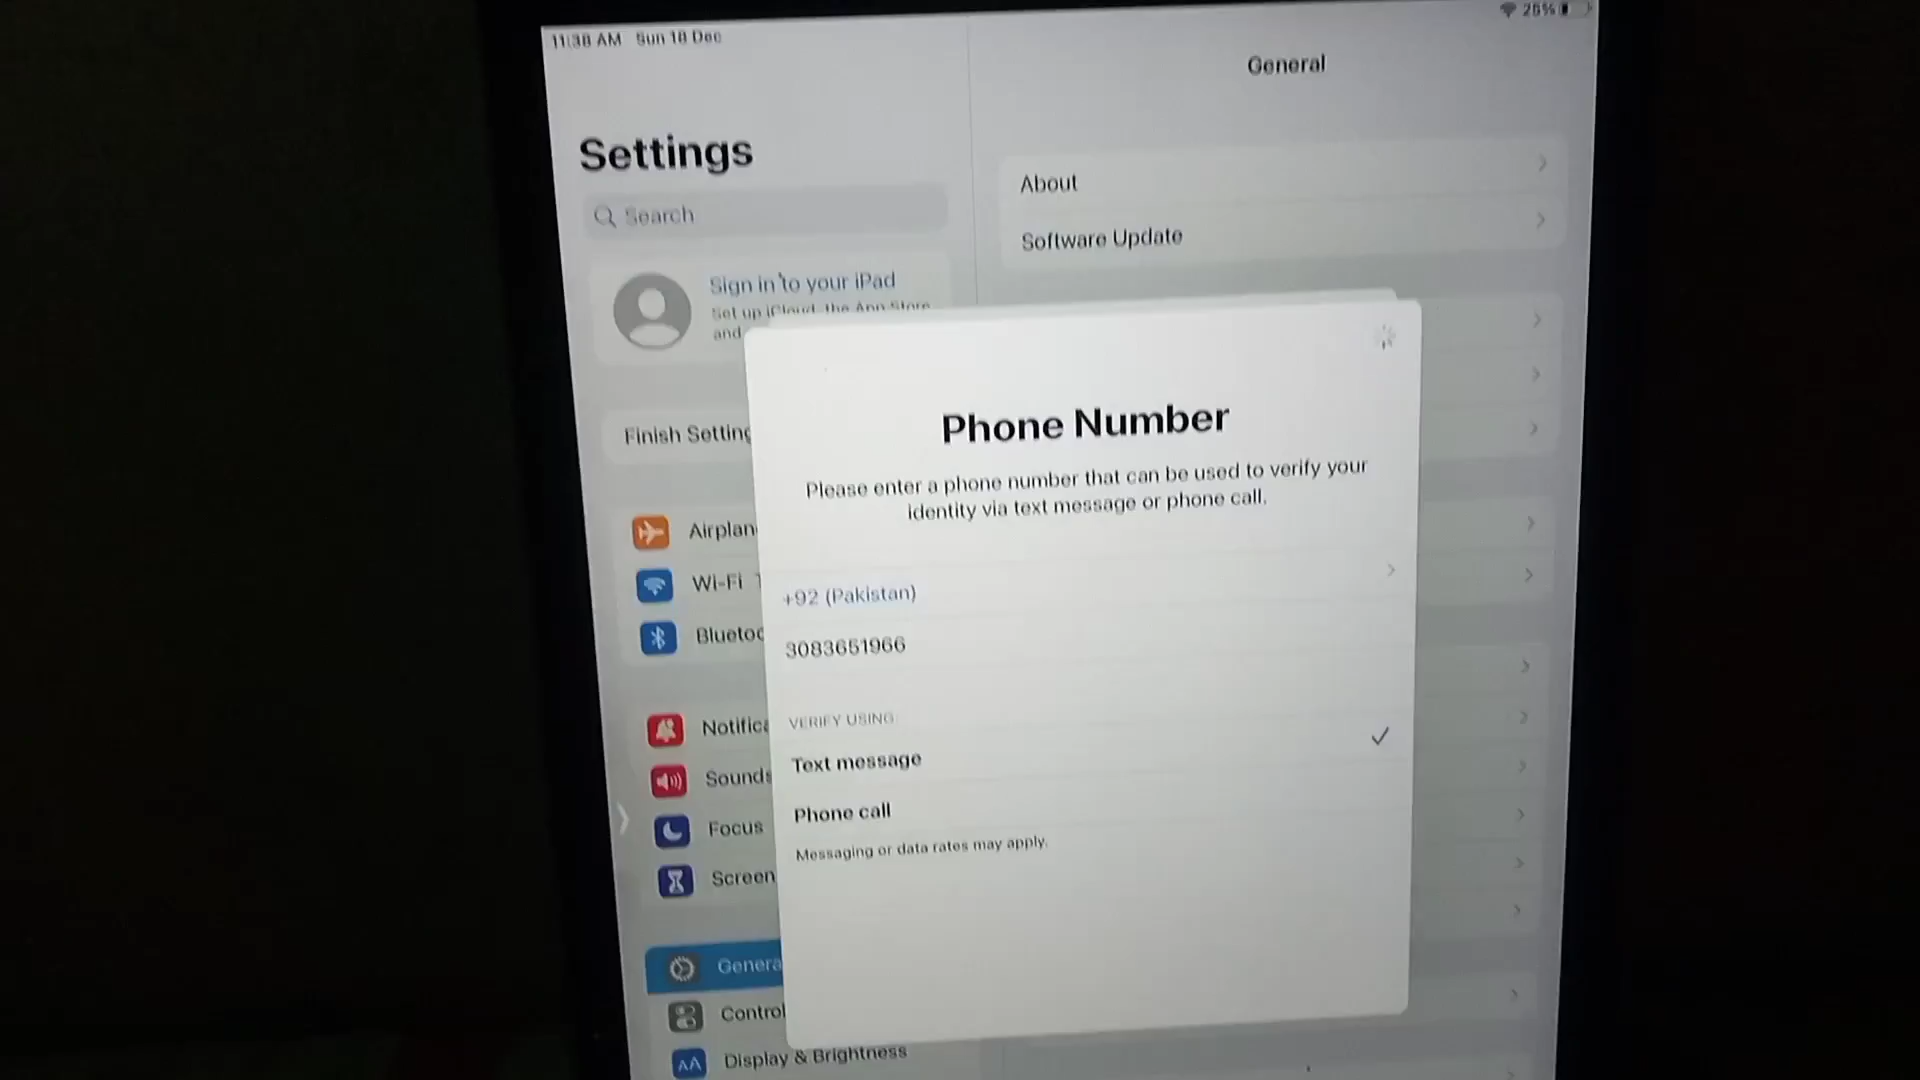 11:38 AM Sun 18 Dec
25%
General
Settings
Search
About
Software Update
Sign in to your iPad
Set up iCloud, the App Store
and
Phone Number
Please enter a phone number that can be used to verify your
identity via text message or phone call.
Finish Setting
Airplan
Wi-Fi
Bluetoo
+92 (Pakistan)
3083651966
VERIFY USING:
Text message
Phone call
Messaging or data rates may apply.
Notifica
Sounds
Focus
Screen
Genera
Control
AA Display & Brightness